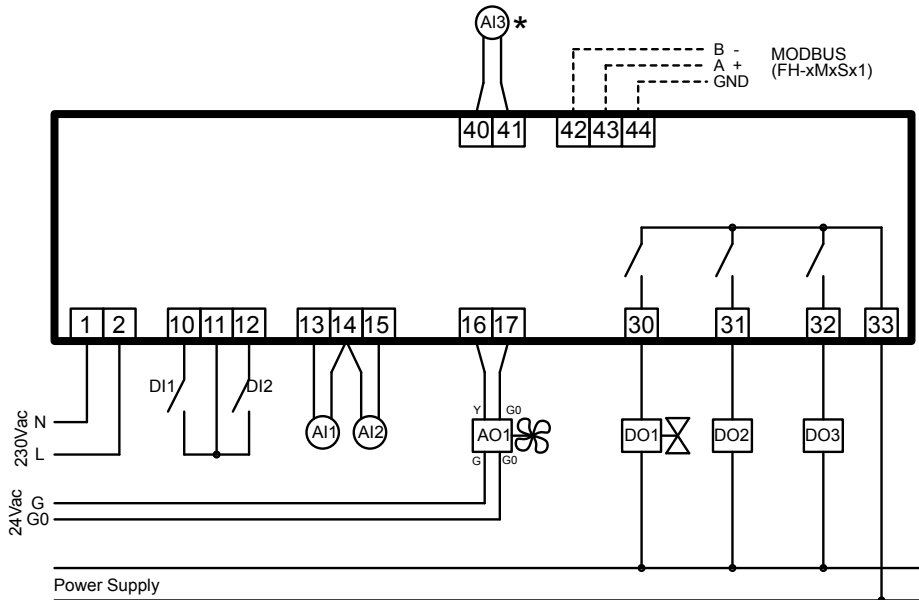 AI3 *
B -
A +
GND
MODBUS
(FH-xMxSx1)
40 41 42 43 44
1 2 10 11 12 13 14 15 16 17 30 31 32 33
DI1 DI2
AI1 AI2
Y G0
AO1
G G0
DO1 DO2 DO3
230Vac
N
L
24Vac
G
G0
Power Supply